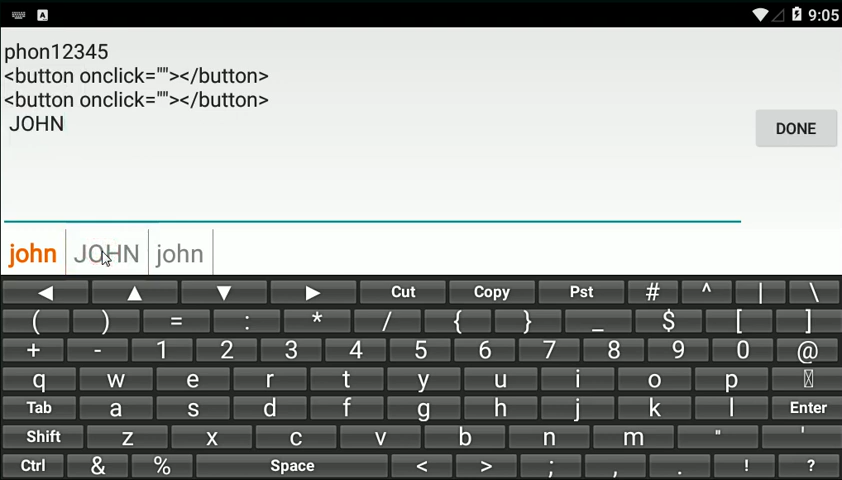 A 9:05
phon12345
<button onclick=""></button>
<button onclick=""></button>
JOHN
DONE
john JOHN john
◀ ▲ ▼ ▶ Cut Copy Pst # ^ | \
( ) = : * / { } _ $ [ ]
+ - 1 2 3 4 5 6 7 8 9 0 @
q w e r t y u i o p
Tab a s d f g h j k l Enter
Shift z x c v b n m " '
Ctrl & % Space < > ; , . ! ?